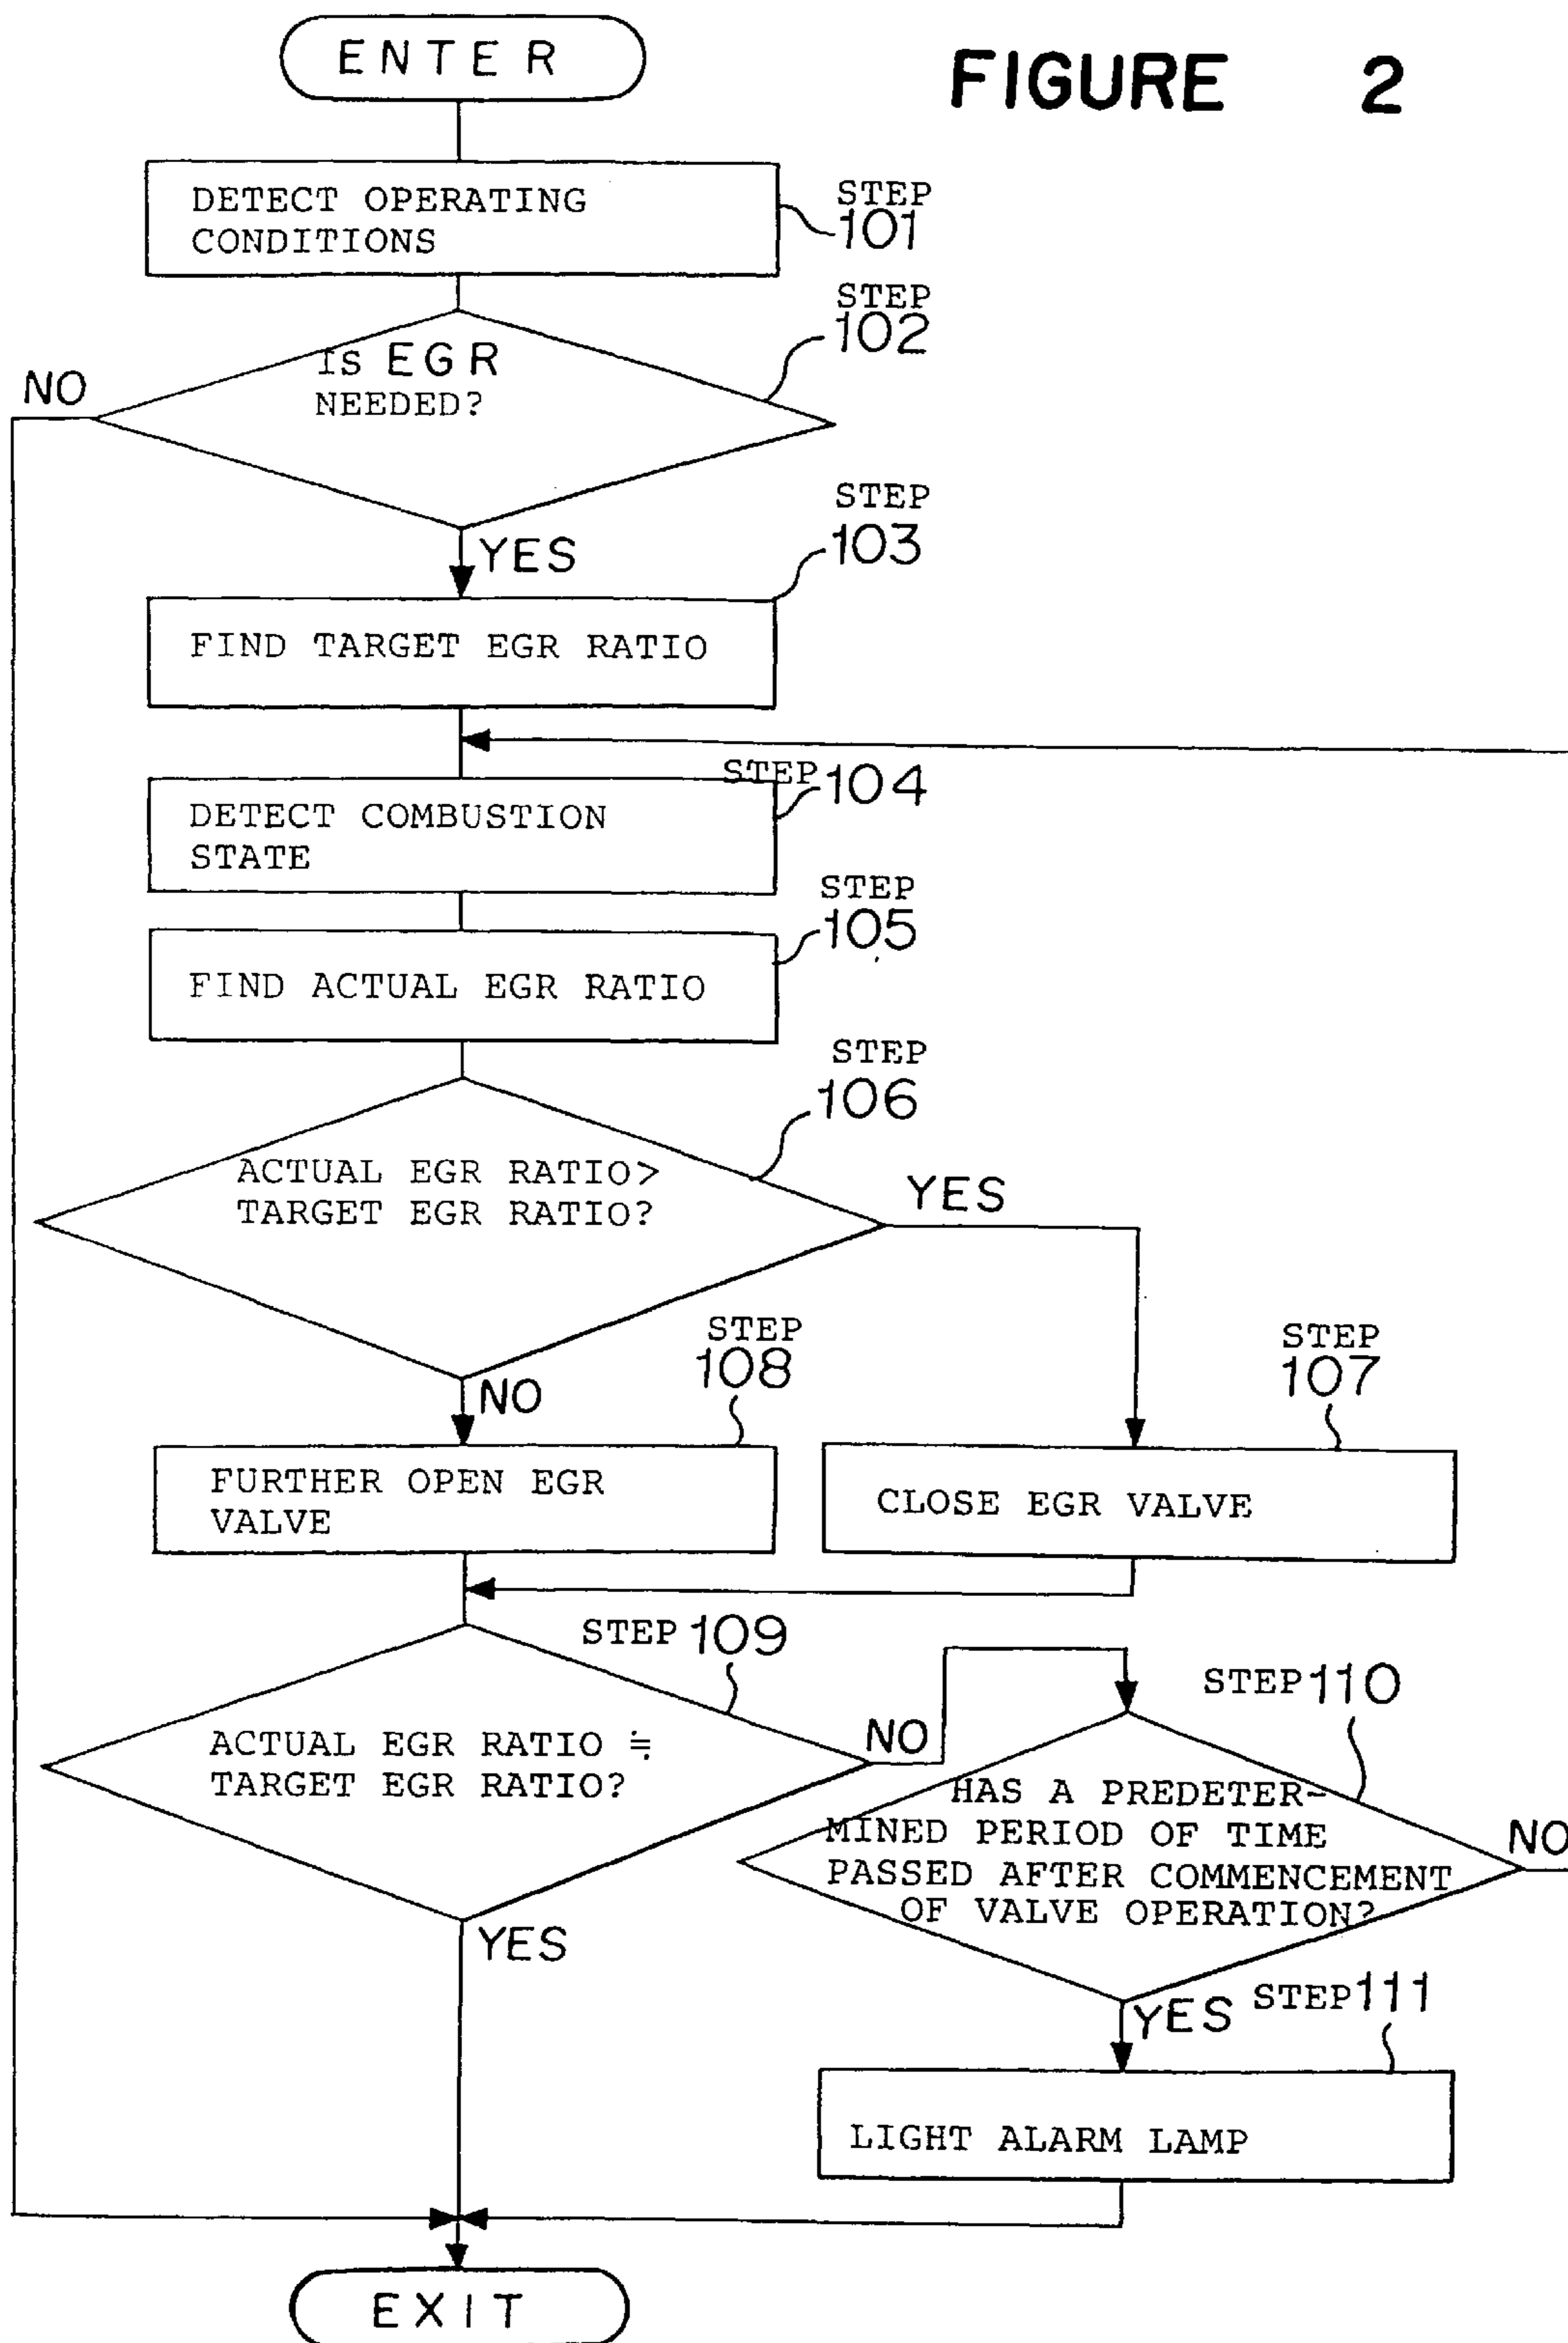 FIGURE 2
ENTER
DETECT OPERATING
CONDITIONS
STEP
101
STEP
102
IS EGR
NEEDED?
NO
YES
STEP
103
FIND TARGET EGR RATIO
STEP 104
DETECT COMBUSTION
STATE
STEP
105
FIND ACTUAL EGR RATIO
STEP
106
ACTUAL EGR RATIO>
TARGET EGR RATIO?
YES
NO
STEP
108
STEP
107
FURTHER OPEN EGR
VALVE
CLOSE EGR VALVE
STEP 109
ACTUAL EGR RATIO ≒
TARGET EGR RATIO?
NO
YES
STEP 110
HAS A PREDETER-
MINED PERIOD OF TIME
PASSED AFTER COMMENCEMENT
OF VALVE OPERATION?
NO
YES
STEP 111
LIGHT ALARM LAMP
EXIT